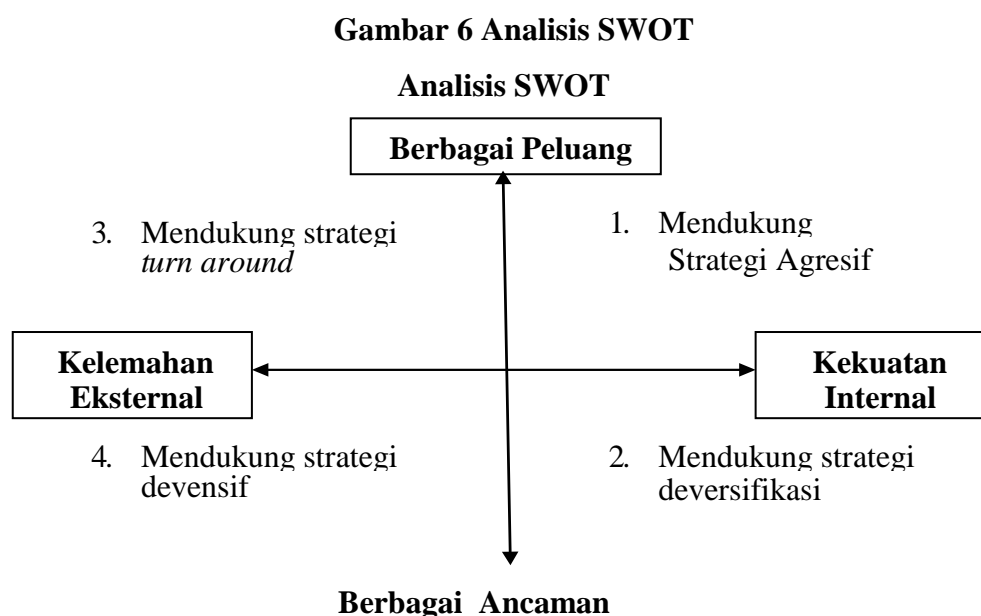 Gambar 6 Analisis SWOT
Analisis SWOT
Berbagai Peluang
3. Mendukung strategi
turn around
1. Mendukung
Strategi Agresif
Kelemahan
Eksternal
Kekuatan
Internal
4. Mendukung strategi
devensif
2. Mendukung strategi
deversifikasi
Berbagai Ancaman